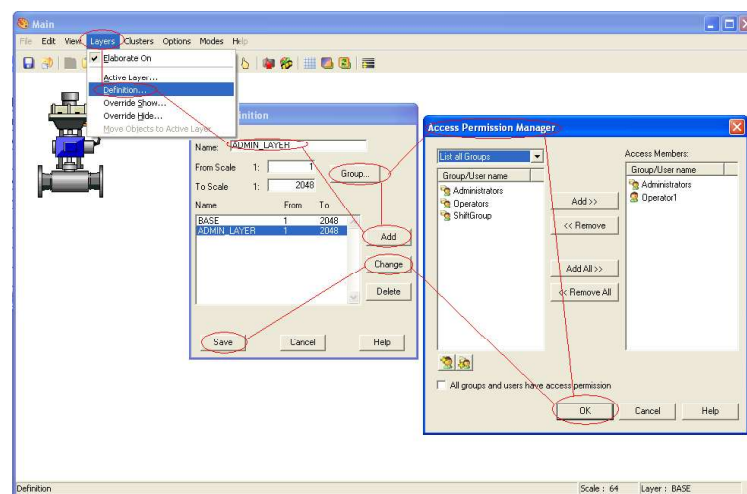 Main
File Edit View Layers Clusters Options Modes Help
Elaborate On
Active Layer...
Definition...
Override Show...
Override Hide...
Move Objects to Active Layer
Name: ADMIN_LAYER
From Scale 1: 1
To Scale 1: 2048
Group...
Name From To
BASE 1 2048
ADMIN_LAYER 1 2048
Add
Change
Delete
Save Cancel Help
Access Permission Manager
List all Groups
Group/User name
Administrators
Operators
ShiftGroup
Add >>
<< Remove
Add All >>
<< Remove All
Access Members:
Group/User name
Administrators
Operator1
All groups and users have access permission
OK Cancel Help
Definition Scale : 64 Layer : BASE